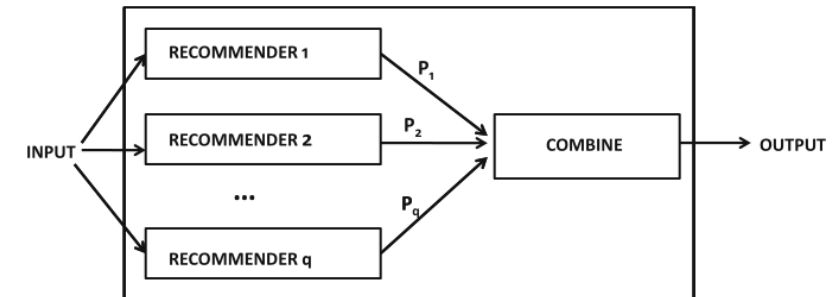 RECOMMENDER 1
P1
RECOMMENDER 2
P2
INPUT
COMBINE
OUTPUT
...
Pq
RECOMMENDER q